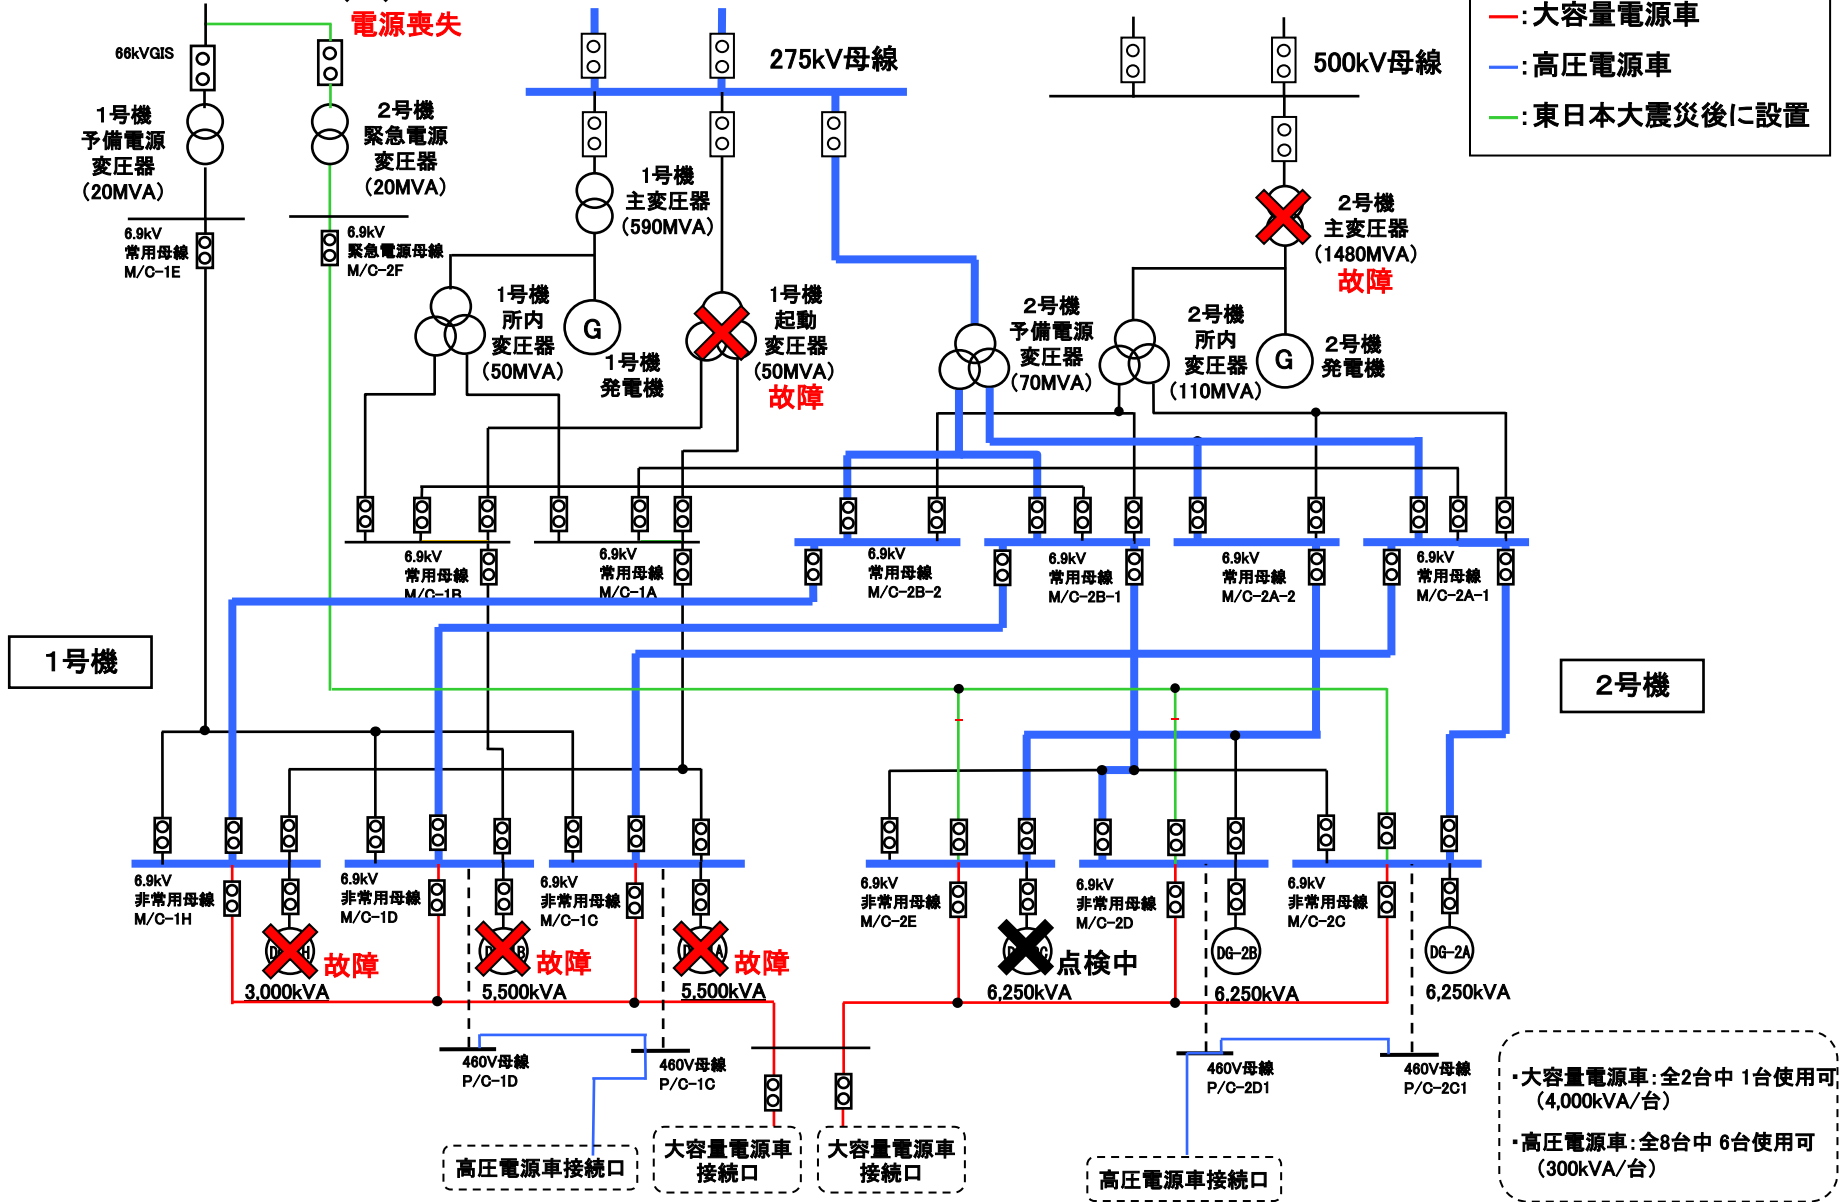 電源喪失
66kVGIS
1号機
予備電源
変圧器
(20MVA)
2号機
緊急電源
変圧器
(20MVA)
275kV母線
500kV母線
：大容量電源車
：高圧電源車
：東日本大震災後に設置
1号機
主変圧器
(590MVA)
2号機
主変圧器
(1480MVA)
故障
6.9kV
常用母線
M/C-1E
6.9kV
緊急電源母線
M/C-2F
1号機
所内
変圧器
(50MVA)
G
1号機
発電機
1号機
起動
変圧器
(50MVA)
故障
2号機
予備電源
変圧器
(70MVA)
2号機
所内
変圧器
(110MVA)
G
2号機
発電機
6.9kV
常用母線
M/C-1B
6.9kV
常用母線
M/C-1A
6.9kV
常用母線
M/C-2B-2
6.9kV
常用母線
M/C-2B-1
6.9kV
常用母線
M/C-2A-2
6.9kV
常用母線
M/C-2A-1
1号機
2号機
6.9kV
非常用母線
M/C-1H
6.9kV
非常用母線
M/C-1D
6.9kV
非常用母線
M/C-1C
6.9kV
非常用母線
M/C-2E
6.9kV
非常用母線
M/C-2D
6.9kV
非常用母線
M/C-2C
故障
3,000kVA
故障
5,500kVA
故障
5,500kVA
点検中
6,250kVA
DG-2B
6,250kVA
DG-2A
6,250kVA
460V母線
P/C-1D
460V母線
P/C-1C
460V母線
P/C-2D1
460V母線
P/C-2C1
高圧電源車接続口
大容量電源車
接続口
大容量電源車
接続口
高圧電源車接続口
・大容量電源車：全2台中 1台使用可
(4,000kVA/台)
・高圧電源車：全8台中 6台使用可
(300kVA/台)